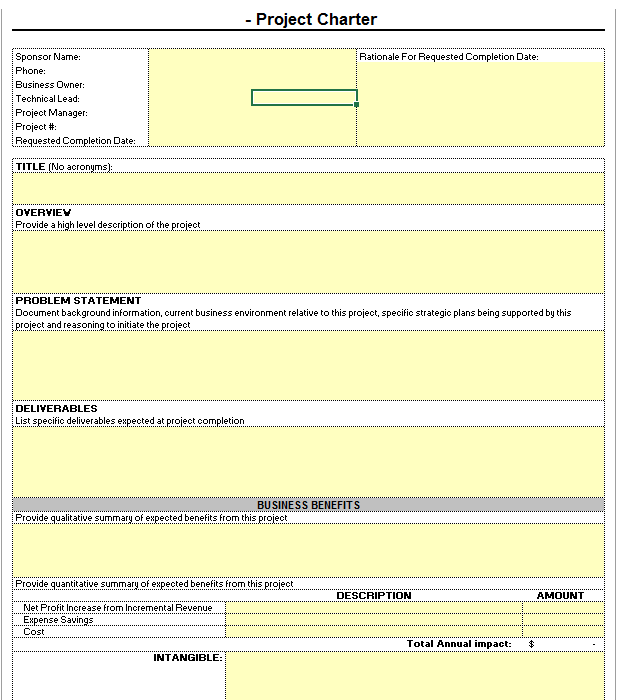 - Project Charter
Sponsor Name:
Rationale For Requested Completion Date:
Phone:
Business Owner:
Technical Lead:
Project Manager:
Project #:
Requested Completion Date:
TITLE (No acronyms):
OVERVIEW
Provide a high level description of the project
PROBLEM STATEMENT
Document background information, current business environment relative to this project, specific strategic plans being supported by this
project and reasoning to initiate the project
DELIVERABLES
List specific deliverables expected at project completion
BUSINESS BENEFITS
Provide qualitative summary of expected benefits from this project
Provide quantitative summary of expected benefits from this project
DESCRIPTION AMOUNT
Net Profit Increase from Incremental Revenue
Expense Savings
Cost
Total Annual impact: $ -
INTANGIBLE: